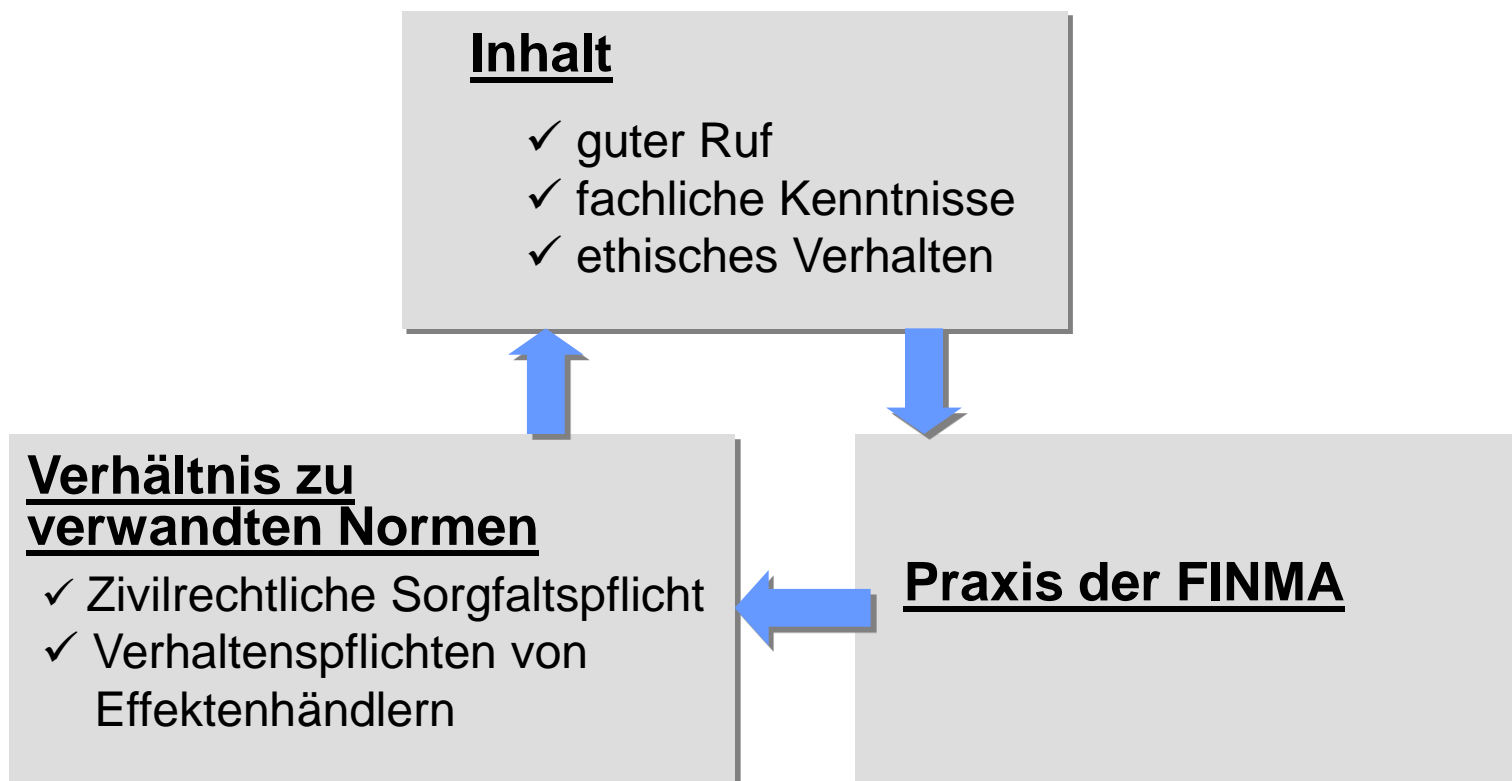 Inhalt
✓ guter Ruf
✓ fachliche Kenntnisse
✓ ethisches Verhalten
Verhältnis zu
verwandten Normen
✓ Zivilrechtliche Sorgfaltspflicht
✓ Verhaltenspflichten von
Effektenhändlern
Praxis der FINMA